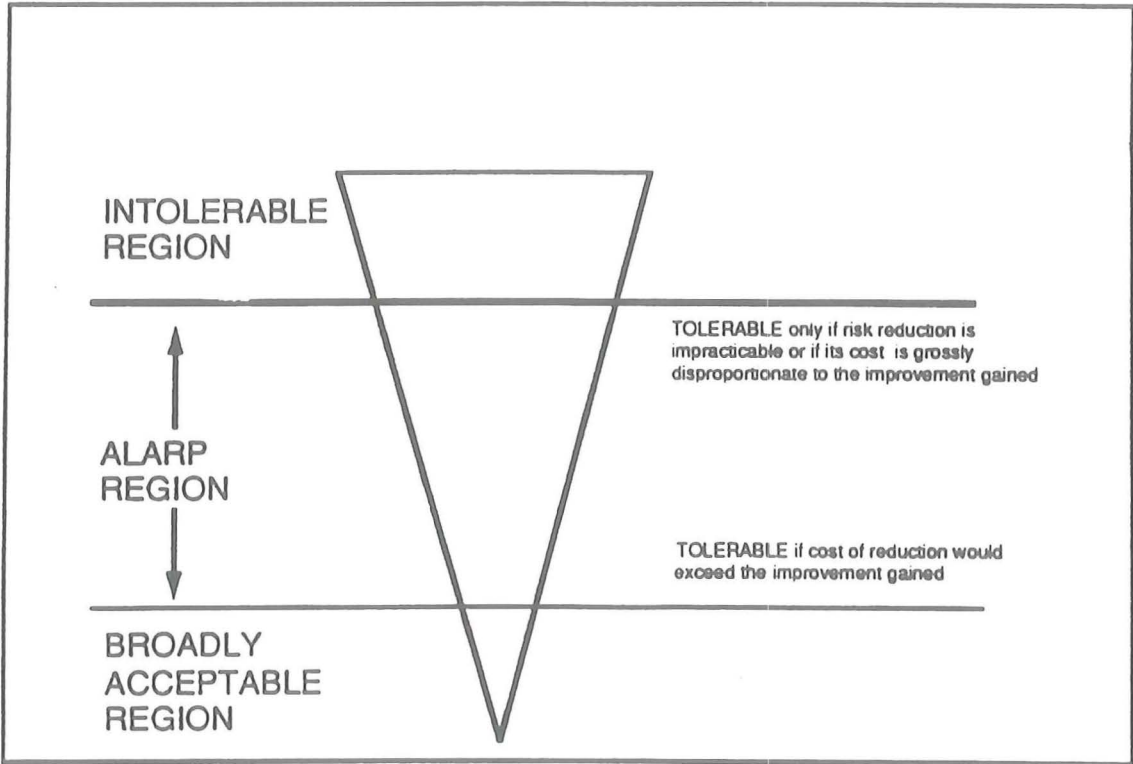 INTOLERABLE
REGION
TOLERABLE only if risk reduction is
impracticable or if its cost is grossly
disproportionate to the improvement gained
ALARP
REGION
TOLERABLE if cost of reduction would
exceed the improvement gained
BROADLY
ACCEPTABLE
REGION